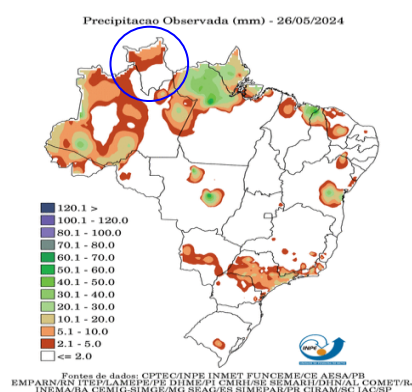 Precipitacao Observada (mm) - 26/05/2024
120.1 >
100.1 - 120.0
80.1 - 100.0
70.1 - 80.0
60.1 - 70.0
50.1 - 60.0
40.1 - 50.0
30.1 - 40.0
20.1 - 30.0
10.1 - 20.0
5.1 - 10.0
2.1 - 5.0
<= 2.0
INPE
Fontes de dados: CPTEC/INPE INMET FUNCEME/CE AESA/PB
EMPARN/RN ITEP/LAMEPE/PE DHME/PI CMRH/SE SEMARH/DHN/AL COMET/R
INEMA/BA CEMIG-SIMGE/MG SEAG/ES SIMEPAR/PR CIRAM/SC IAC/SP